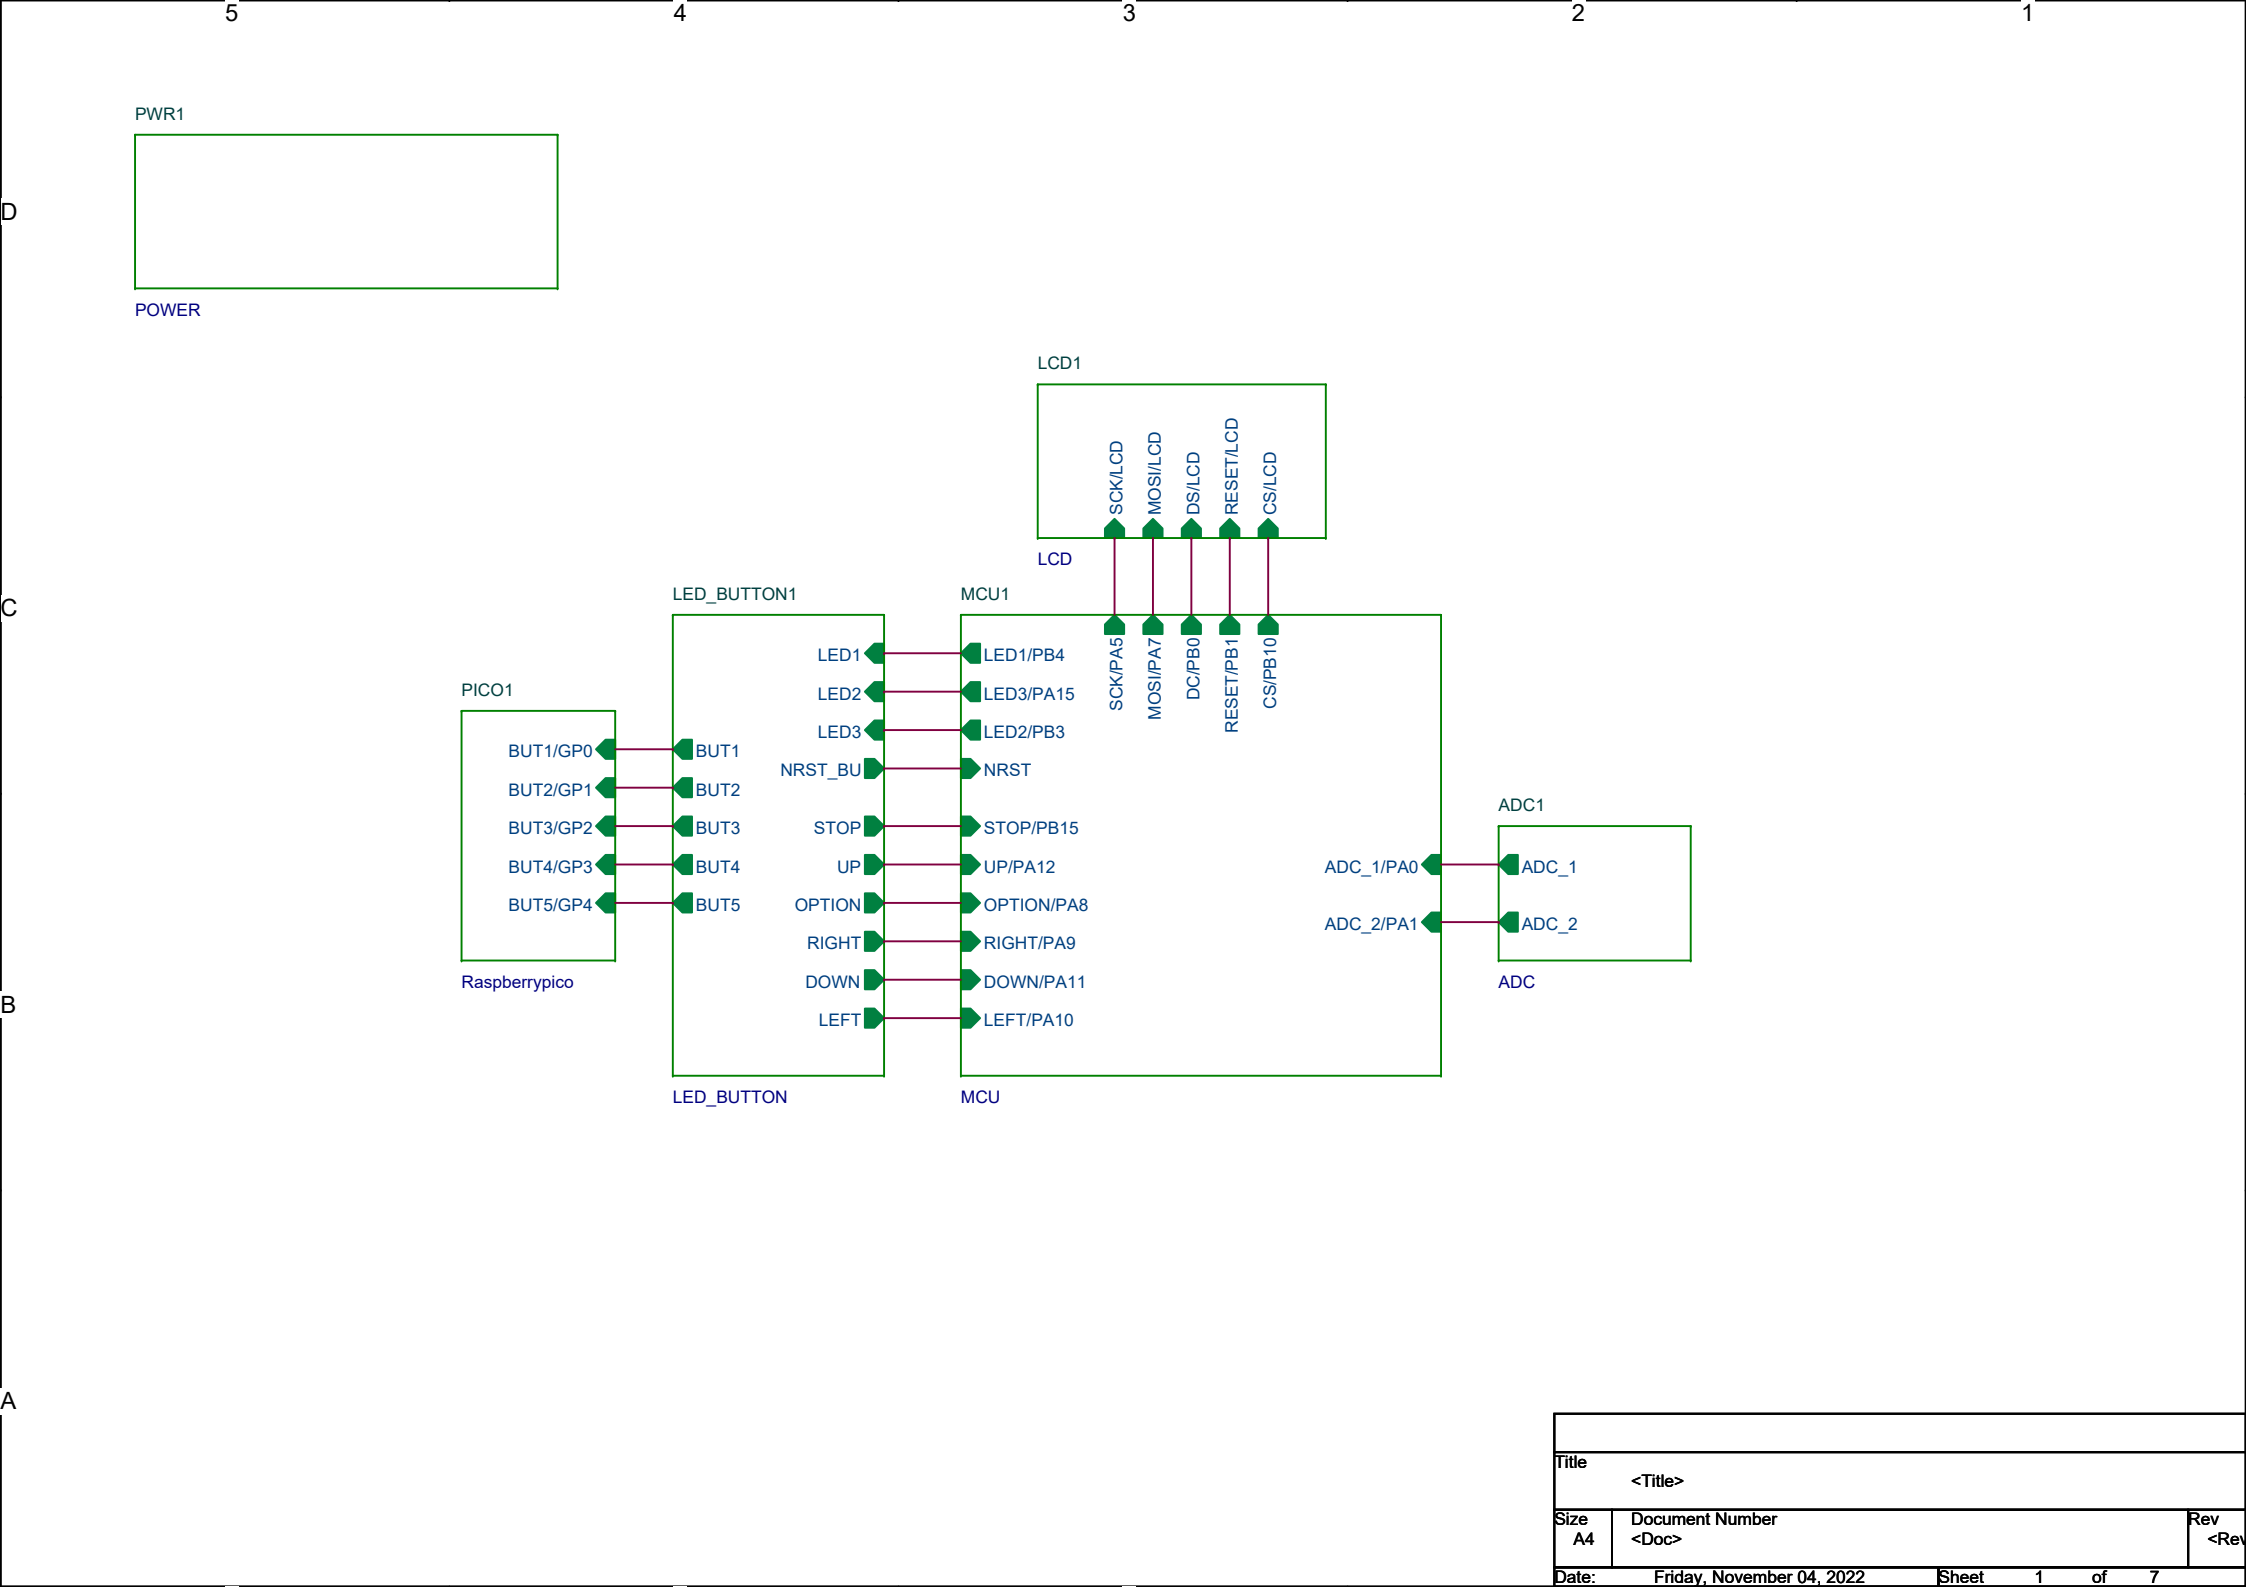 5 4 3 2 1
D
C
B
A
PWR1
POWER
LCD1
SCK/LCD
MOSI/LCD
DS/LCD
RESET/LCD
CS/LCD
LCD
LED_BUTTON1
LED1
LED2
LED3
NRST_BU
STOP
UP
OPTION
RIGHT
DOWN
LEFT
BUT1
BUT2
BUT3
BUT4
BUT5
LED_BUTTON
MCU1
SCK/PA5
MOSI/PA7
DC/PB0
RESET/PB1
CS/PB10
LED1/PB4
LED3/PA15
LED2/PB3
NRST
STOP/PB15
UP/PA12
OPTION/PA8
RIGHT/PA9
DOWN/PA11
LEFT/PA10
ADC_1/PA0
ADC_2/PA1
MCU
PICO1
BUT1/GP0
BUT2/GP1
BUT3/GP2
BUT4/GP3
BUT5/GP4
Raspberrypico
ADC1
ADC_1
ADC_2
ADC
Title
<Title>
Size
A4
Document Number
<Doc>
Rev
<Rev
Date: Friday, November 04, 2022 Sheet 1 of 7